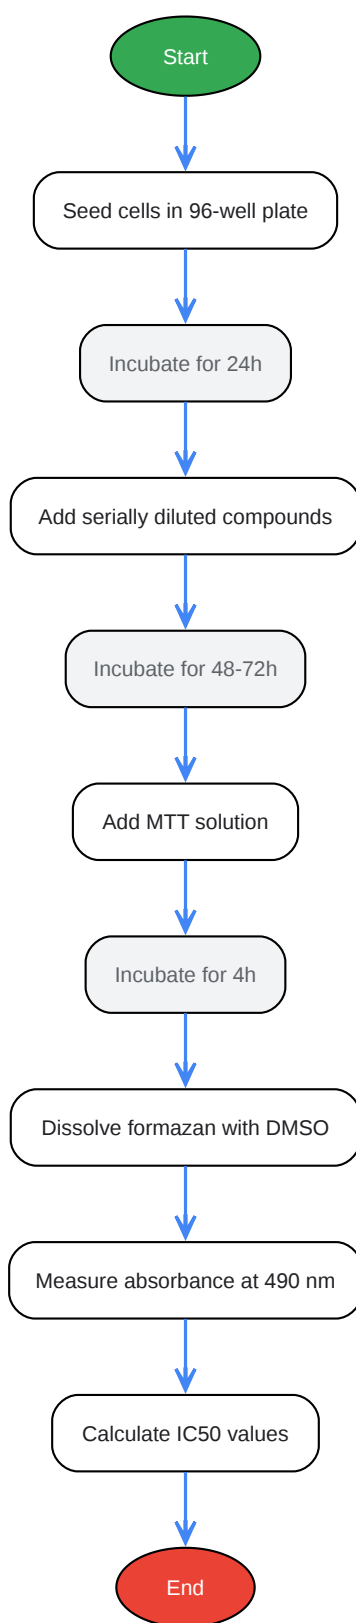 Start
Seed cells in 96-well plate
Incubate for 24h
Add serially diluted compounds
Incubate for 48-72h
Add MTT solution
Incubate for 4h
Dissolve formazan with DMSO
Measure absorbance at 490 nm
Calculate IC50 values
End